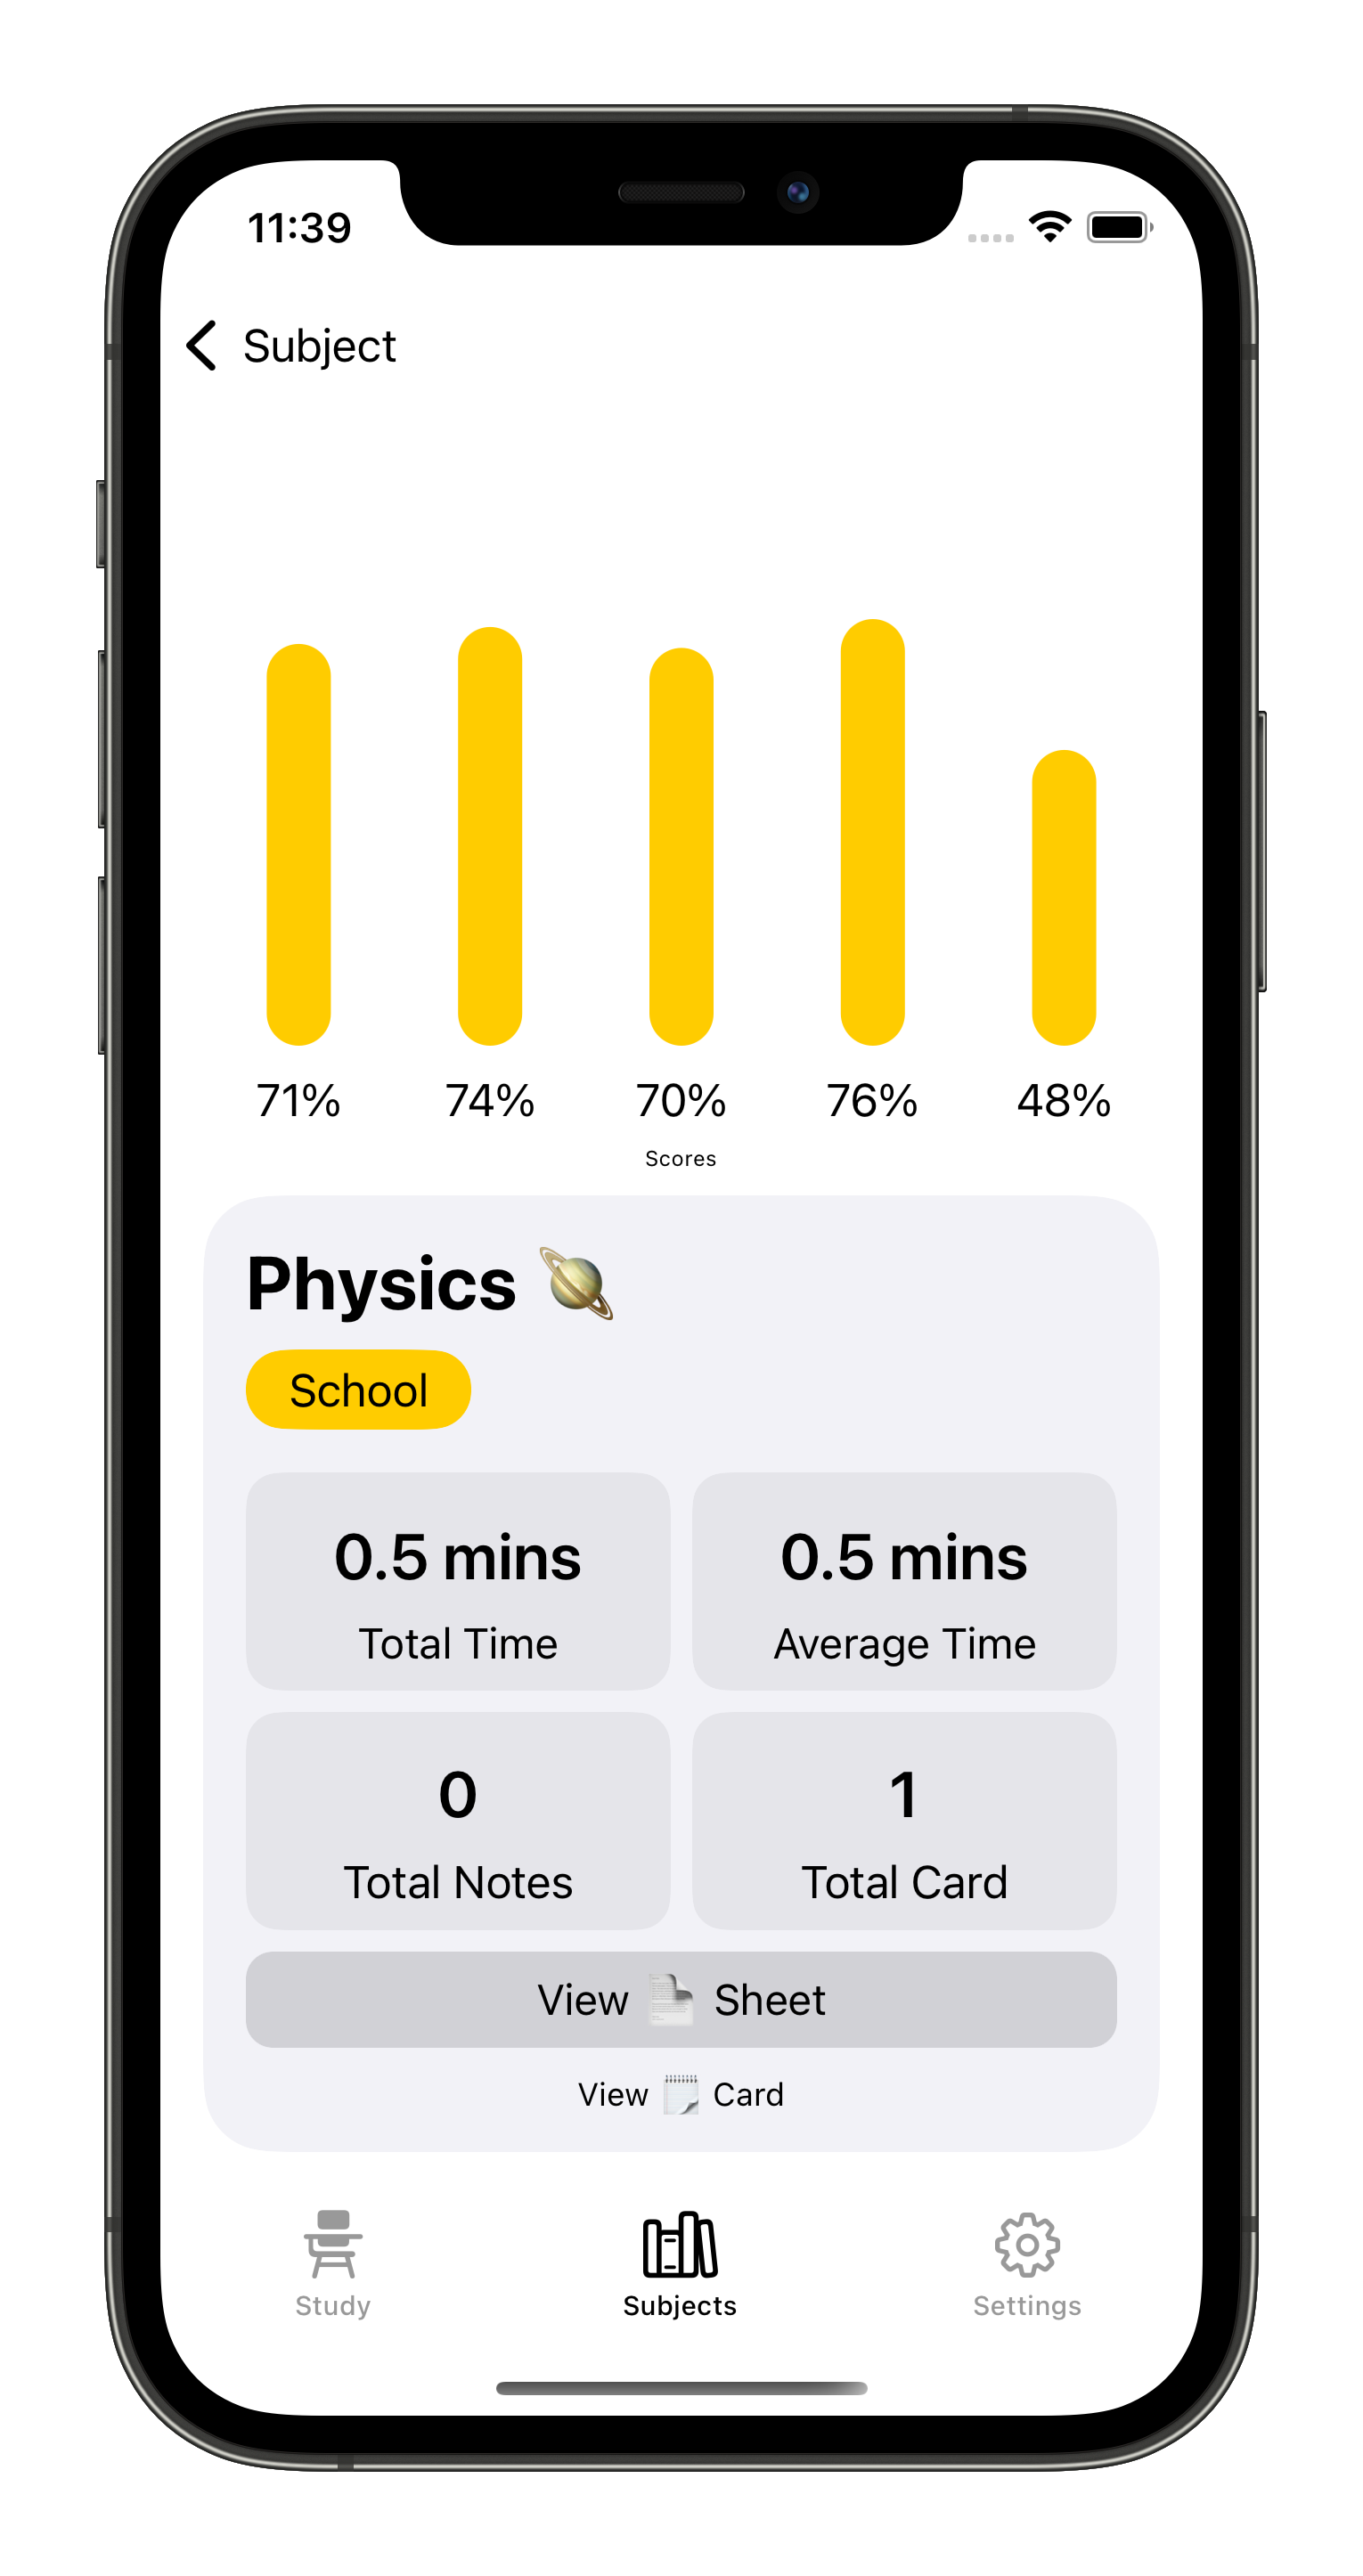 11:39
Subject
71% 74% 70% 76% 48%
Scores
Physics
School
0.5 mins 0.5 mins
Total Time Average Time
0 1
Total Notes Total Card
View Sheet
View Card
Study Subjects Settings